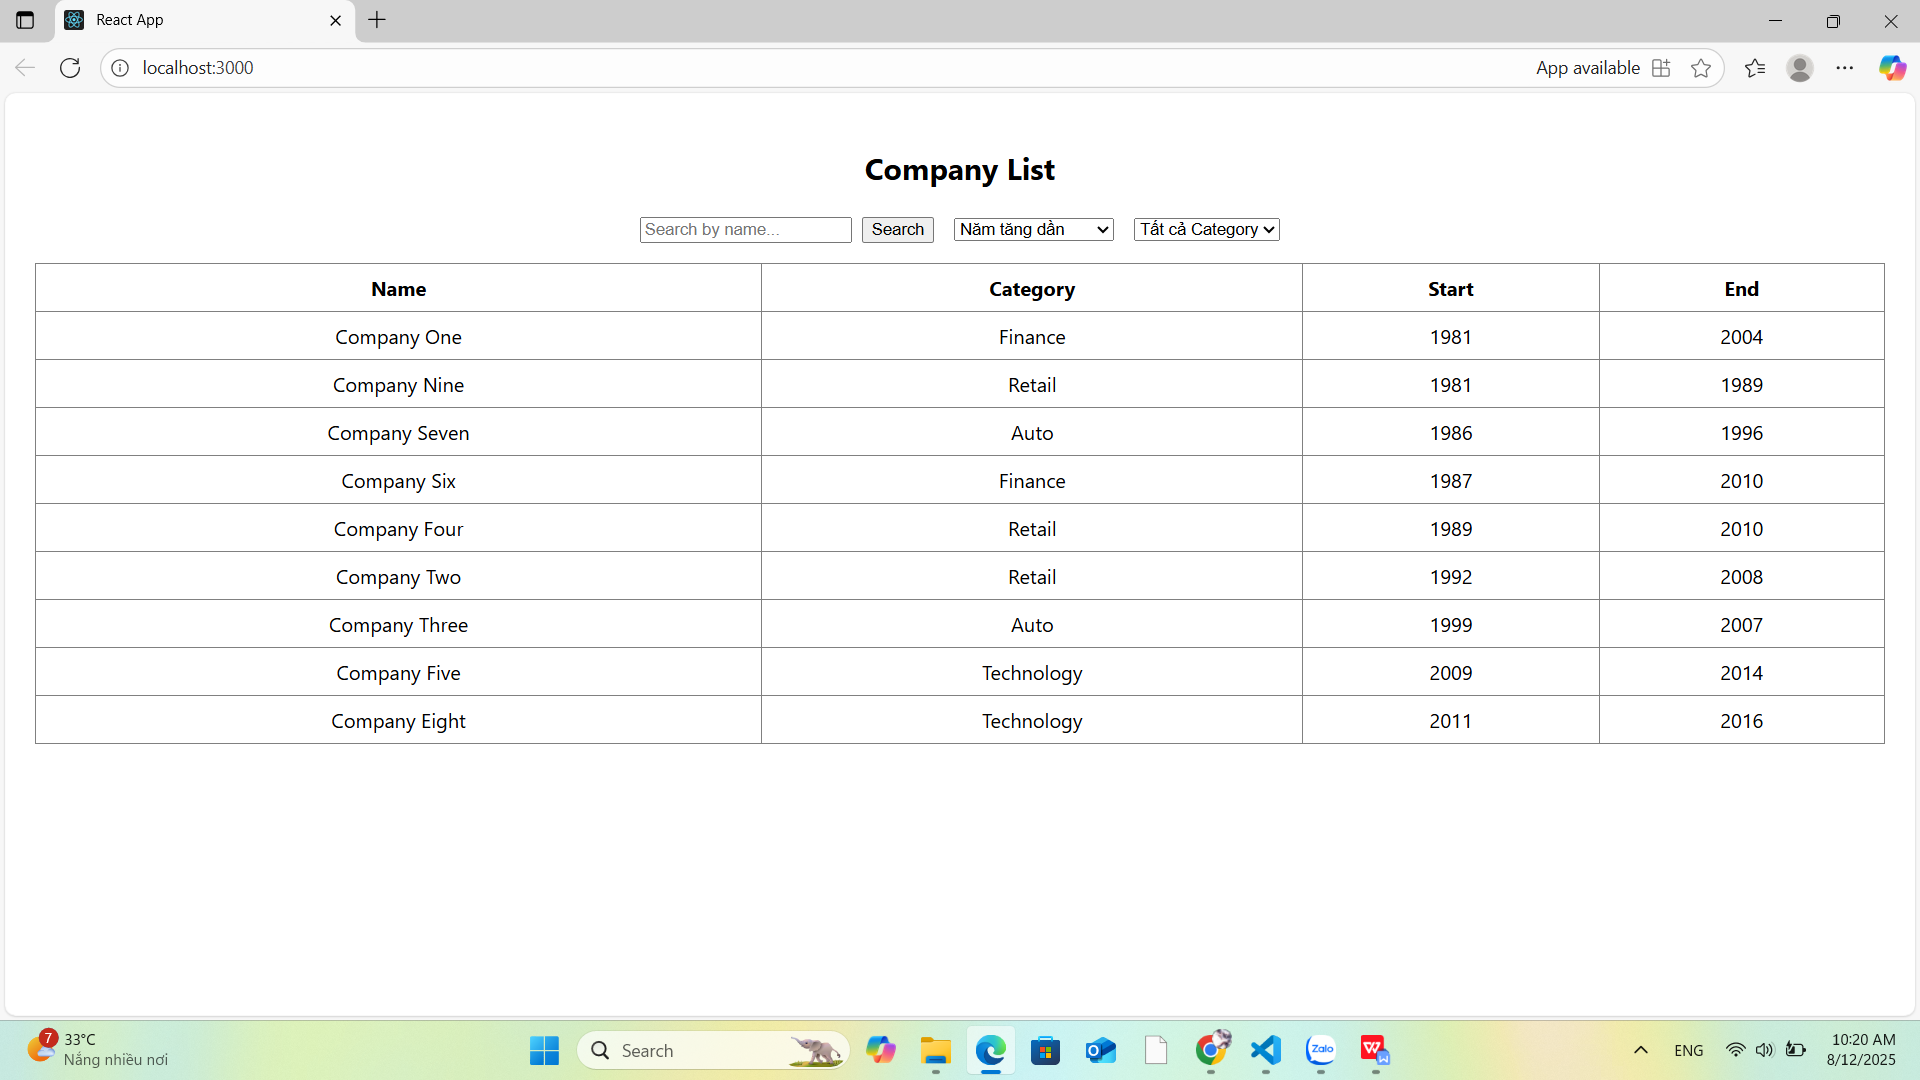 React App
localhost:3000
App available
Company List
Search by name... Search Năm tăng dần Tất cả Category
Name Category Start End
Company One Finance 1981 2004
Company Nine Retail 1981 1989
Company Seven Auto 1986 1996
Company Six Finance 1987 2010
Company Four Retail 1989 2010
Company Two Retail 1992 2008
Company Three Auto 1999 2007
Company Five Technology 2009 2014
Company Eight Technology 2011 2016
7
33°C
Nắng nhiều nơi
Search
Zalo
ENG
10:20 AM
8/12/2025